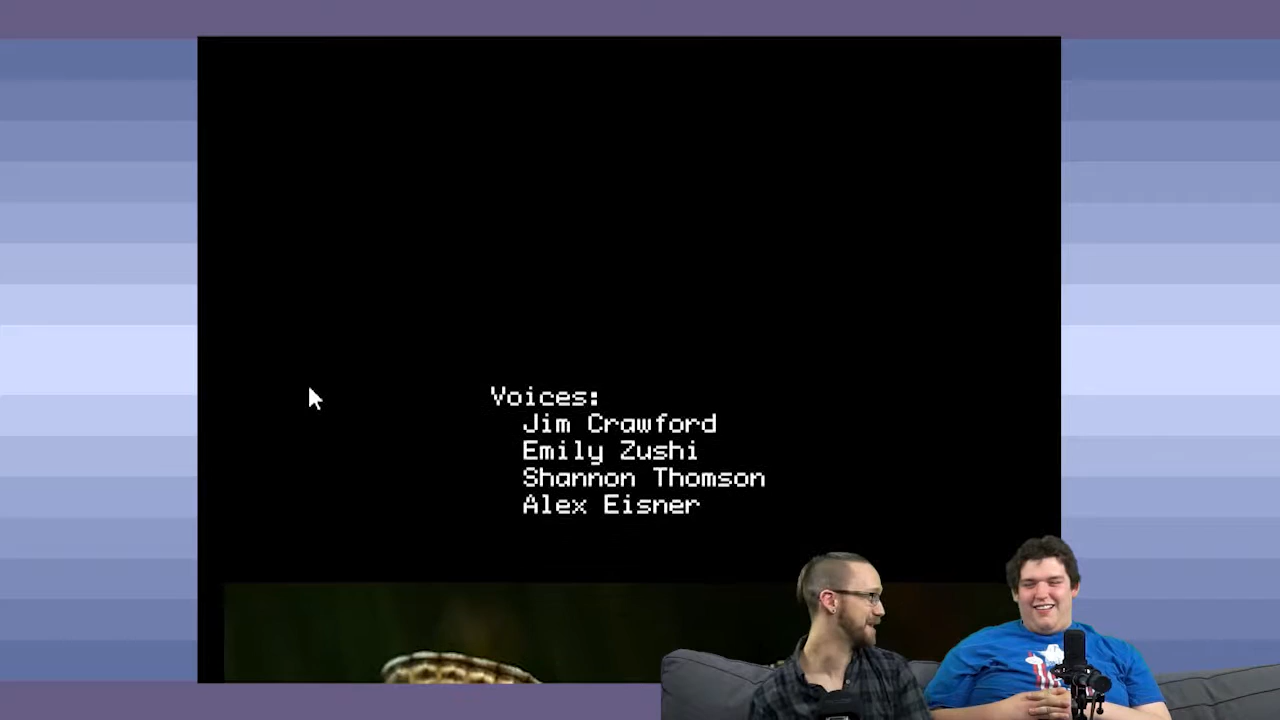 Voices:
Jim Crawford
Emily Zushi
Shannon Thomson
Alex Eisner